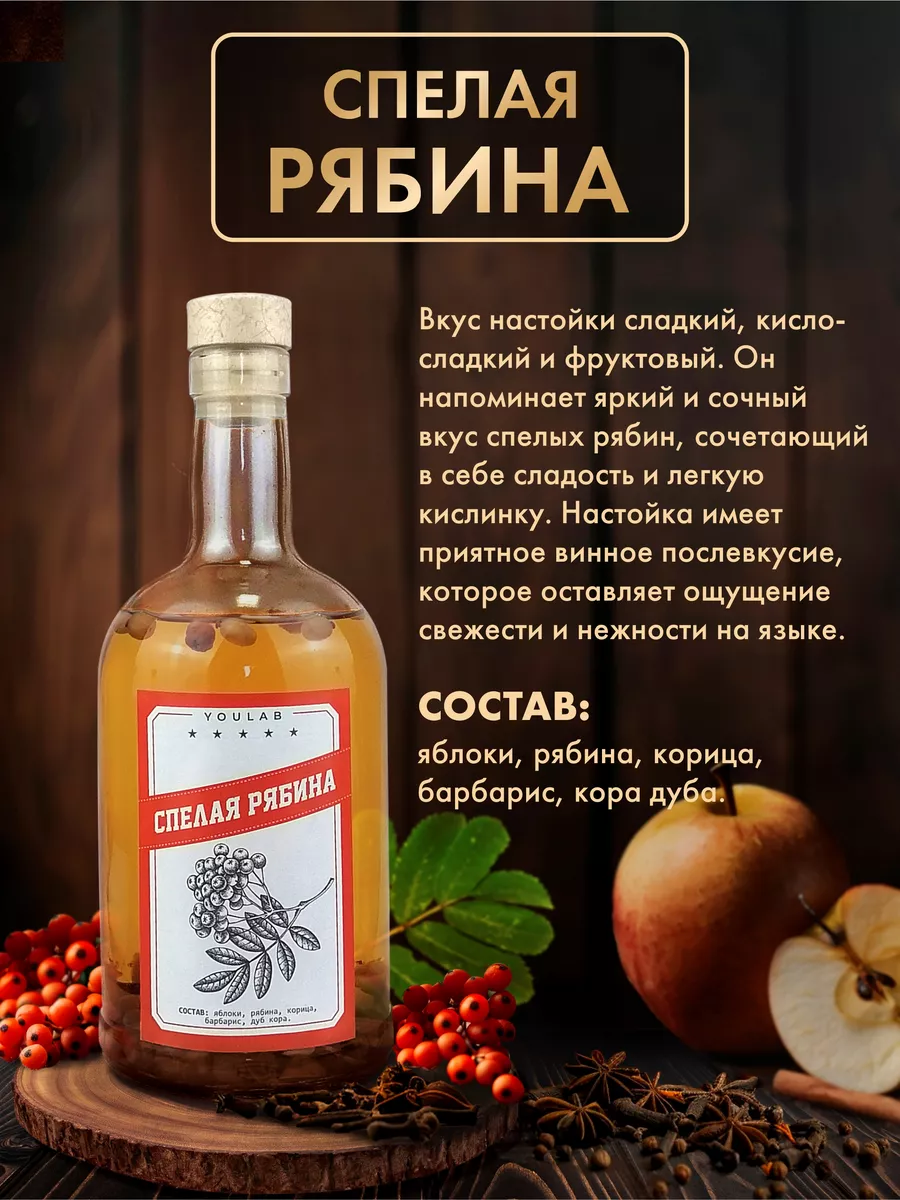 СПЕЛАЯ
РЯБИНА
Вкус настойки сладкий, кисло-
сладкий и фруктовый. Он
напоминает яркий и сочный
вкус спелых рябин, сочетающий
в себе сладость и легкую
кислинку. Настойка имеет
приятное винное послевкусие,
которое оставляет ощущение
свежести и нежности на языке.
СОСТАВ:
яблоки, рябина, корица,
барбарис, кора дуба.
YOULAB
СПЕЛАЯ РЯБИНА
СОСТАВ: яблоки, рябина, корица,
барбарис, дуб кора.